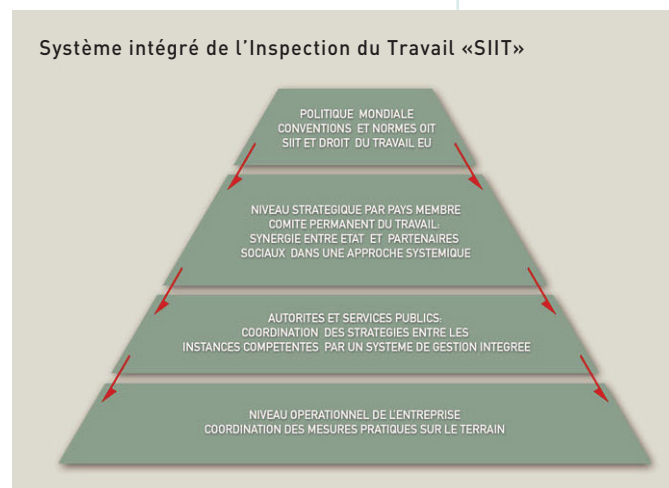 Système intégré de l'Inspection du Travail «SIIT»
POLITIQUE MONDIALE
CONVENTIONS ET NORMES OIT
SIIT ET DROIT DU TRAVAIL EU
NIVEAU STRATEGIQUE PAR PAYS MEMBRE
COMITE PERMANENT DU TRAVAIL:
SYNERGIE ENTRE ETAT ET PARTENAIRES
SOCIAUX DANS UNE APPROCHE SYSTEMIQUE
AUTORITES ET SERVICES PUBLICS:
COORDINATION DES STRATEGIES ENTRE LES
INSTANCES COMPETENTES PAR UN SYSTEME DE GESTION INTEGREE
NIVEAU OPERATIONNEL DE L'ENTREPRISE
COORDINATION DES MESURES PRATIQUES SUR LE TERRAIN